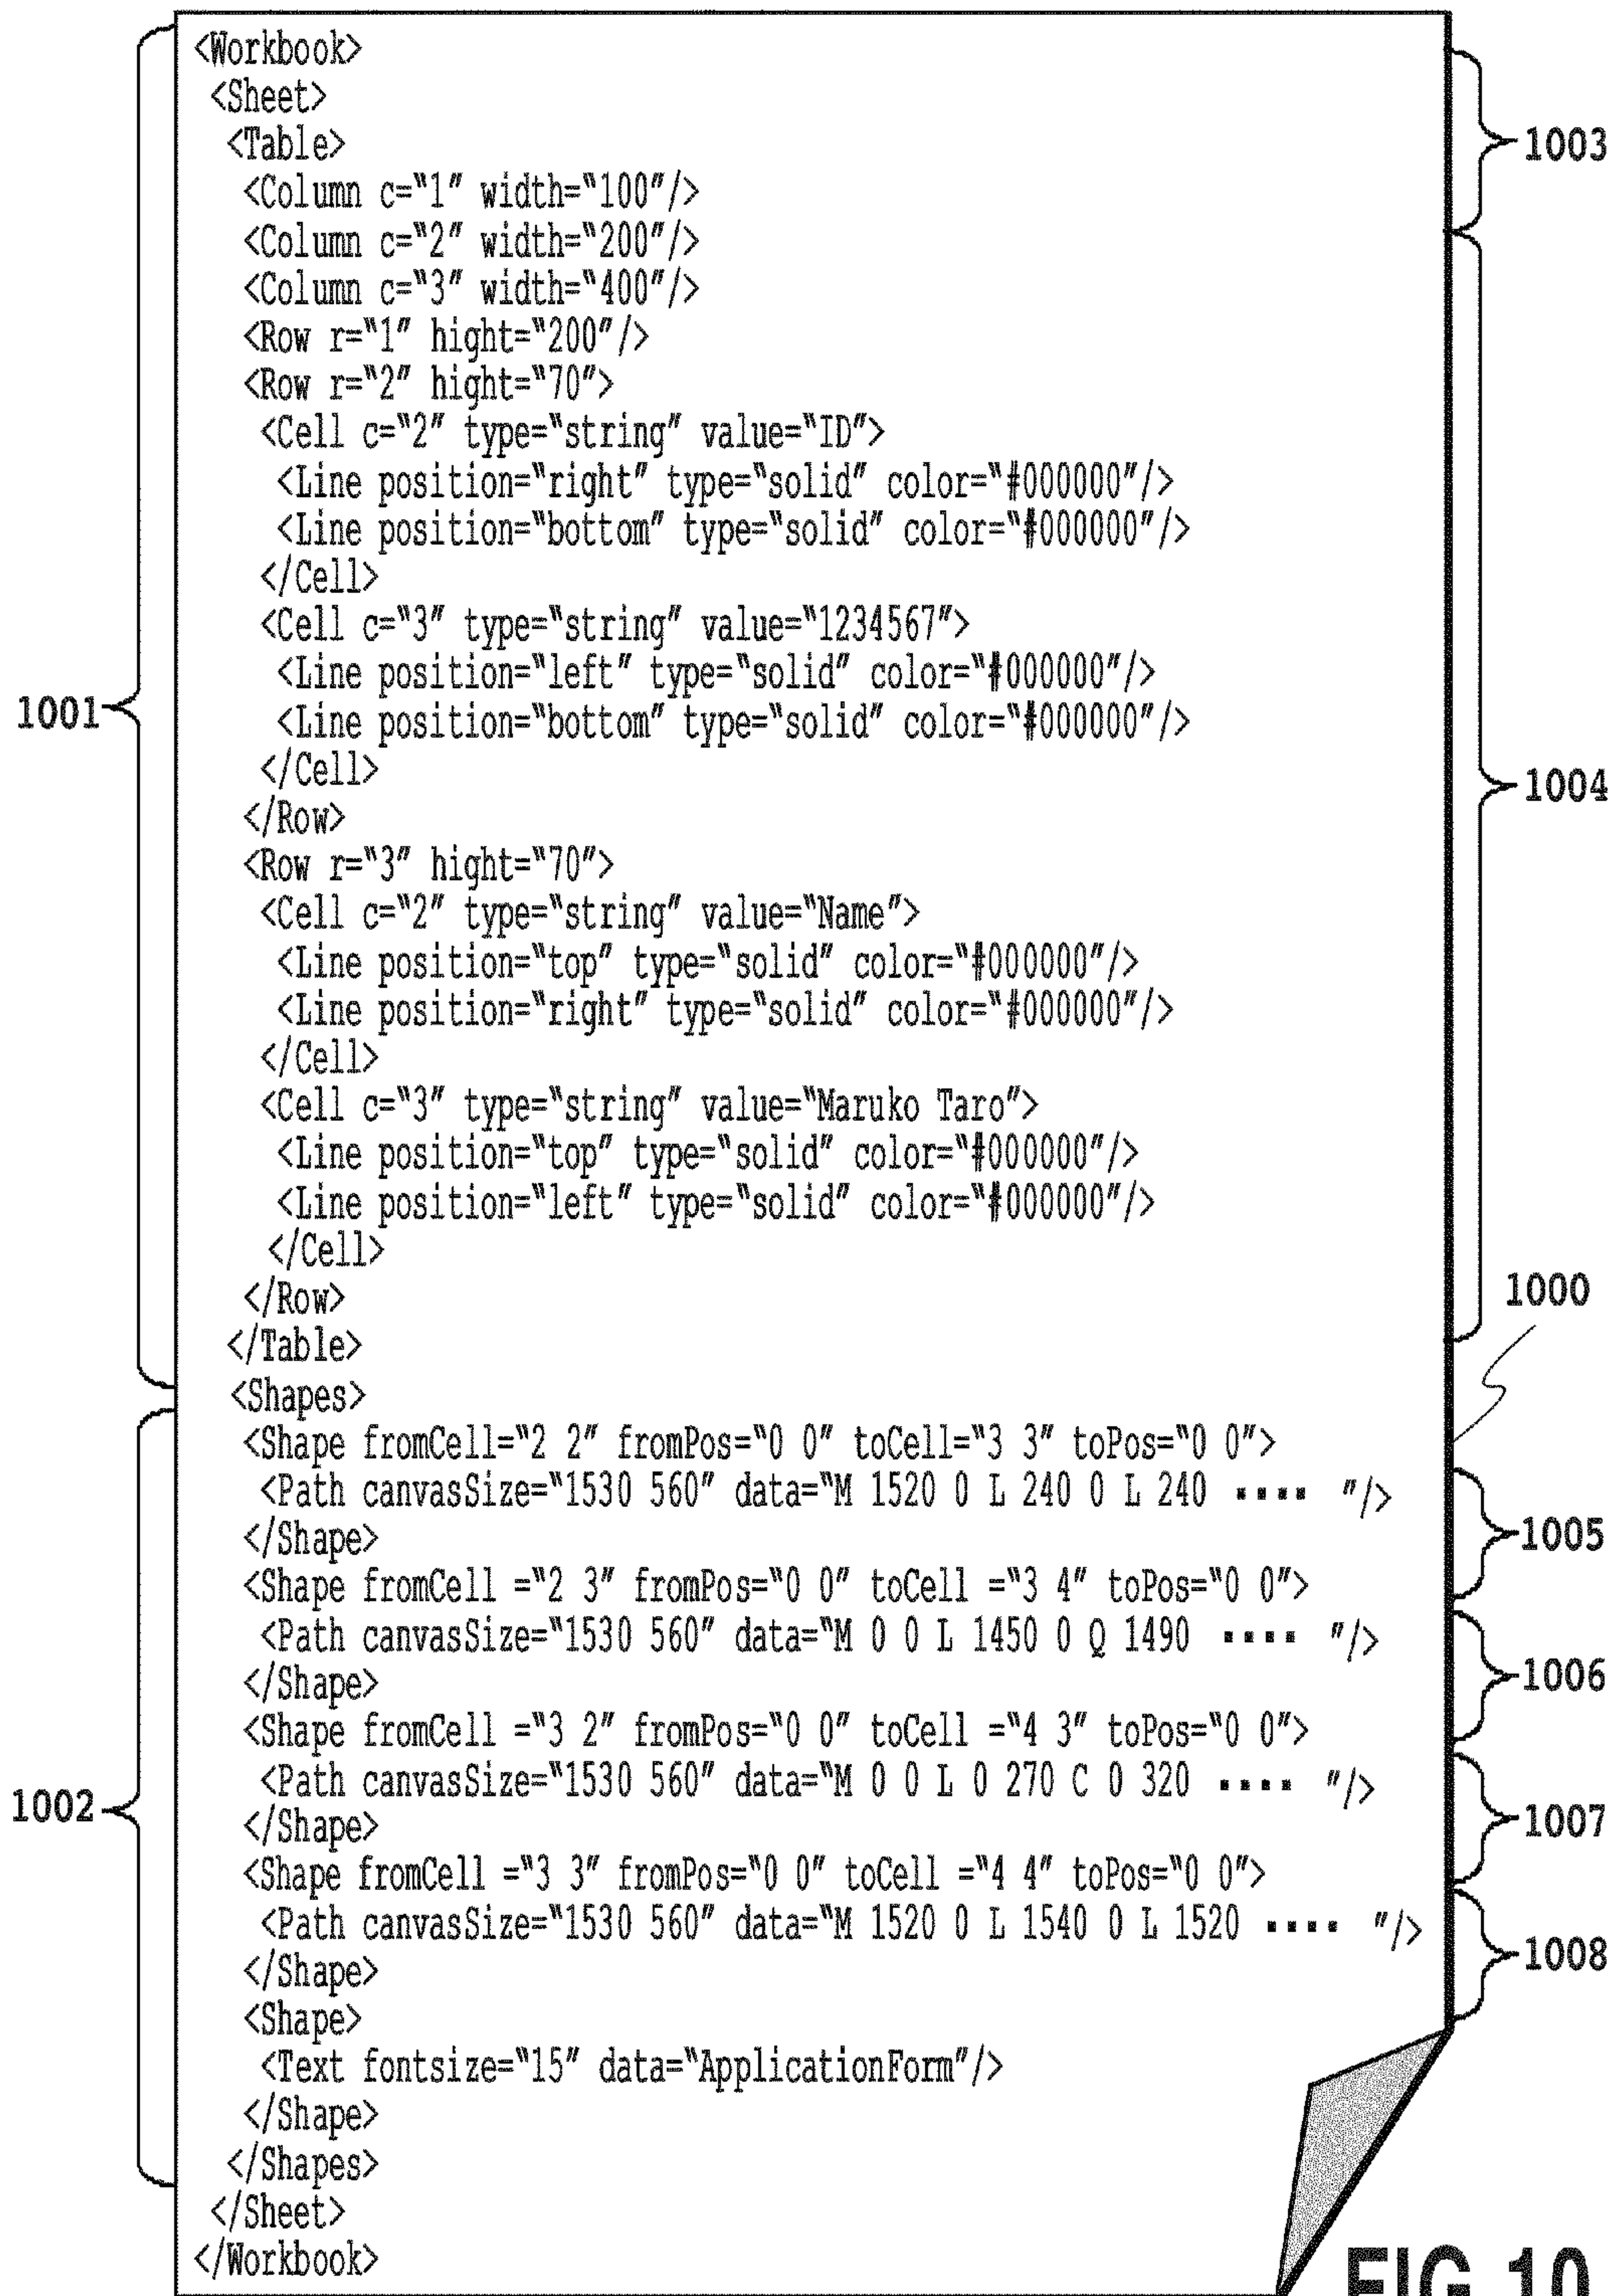 <Workbook>
<Sheet>
<Table>
1003
<Column c="1" width="100"/>
<Column c="2" width="200"/>
<Column c="3" width="400"/>
<Row r="1" hight="200"/>
<Row r="2" hight="70">
<Cell c="2" type="string" value="ID">
<Line position="right" type="solid" color="#000000"/>
<Line position="bottom" type="solid" color="#000000"/>
</Cell>
<Cell c="3" type="string" value="1234567">
<Line position="left" type="solid" color="#000000"/>
1001
<Line position="bottom" type="solid" color="#000000"/>
</Cell>
1004
</Row>
<Row r="3" hight="70">
<Cell c="2" type="string" value="Name">
<Line position="top" type="solid" color="#000000"/>
<Line position="right" type="solid" color="#000000"/>
</Cell>
<Cell c="3" type="string" value="Maruko Taro">
<Line position="top" type="solid" color="#000000"/>
<Line position="left" type="solid" color="#000000"/>
</Cell>
1000
</Row>
</Table>
<Shapes>
<Shape fromCell="2 2" fromPos="0 0" toCell="3 3" toPos="0 0">
<Path canvasSize="1530 560" data="M 1520 0 L 240 0 L 240 .... "/>
</Shape>
1005
<Shape fromCell ="2 3" fromPos="0 0" toCell ="3 4" toPos="0 0">
<Path canvasSize="1530 560" data="M 0 0 L 1450 0 Q 1490 .... "/>
</Shape>
1006
<Shape fromCell ="3 2" fromPos="0 0" toCell ="4 3" toPos="0 0">
<Path canvasSize="1530 560" data="M 0 0 L 0 270 C 0 320 .... "/>
1002
</Shape>
1007
<Shape fromCell ="3 3" fromPos="0 0" toCell ="4 4" toPos="0 0">
<Path canvasSize="1530 560" data="M 1520 0 L 1540 0 L 1520 .... "/>
1008
</Shape>
<Shape>
<Text fontsize="15" data="ApplicationForm"/>
</Shape>
</Shapes>
</Sheet>
</Workbook>
FIG.10